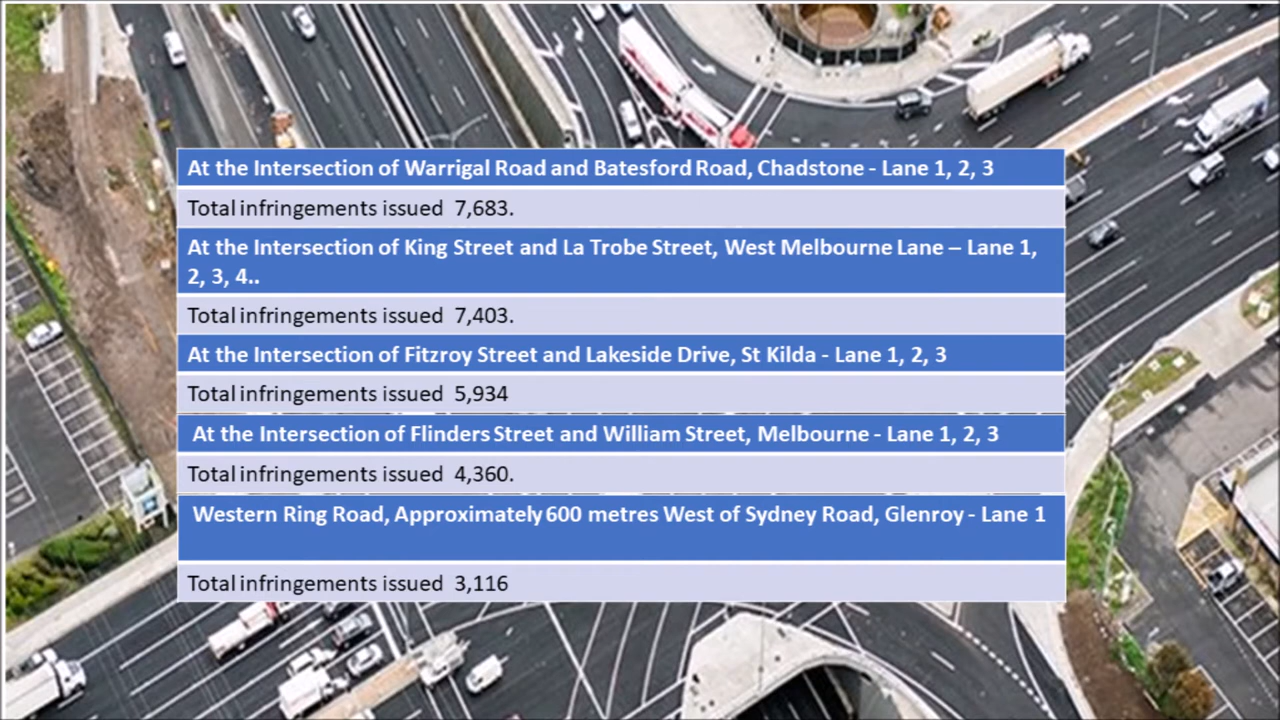 At the Intersection of Warrigal Road and Batesford Road, Chadstone - Lane 1, 2, 3
Total infringements issued 7,683.
At the Intersection of King Street and La Trobe Street, West Melbourne Lane – Lane 1,
2, 3, 4..
Total infringements issued 7,403.
At the Intersection of Fitzroy Street and Lakeside Drive, St Kilda - Lane 1, 2, 3
Total infringements issued 5,934
At the Intersection of Flinders Street and William Street, Melbourne - Lane 1, 2, 3
Total infringements issued 4,360.
Western Ring Road, Approximately 600 metres West of Sydney Road, Glenroy - Lane 1
Total infringements issued 3,116